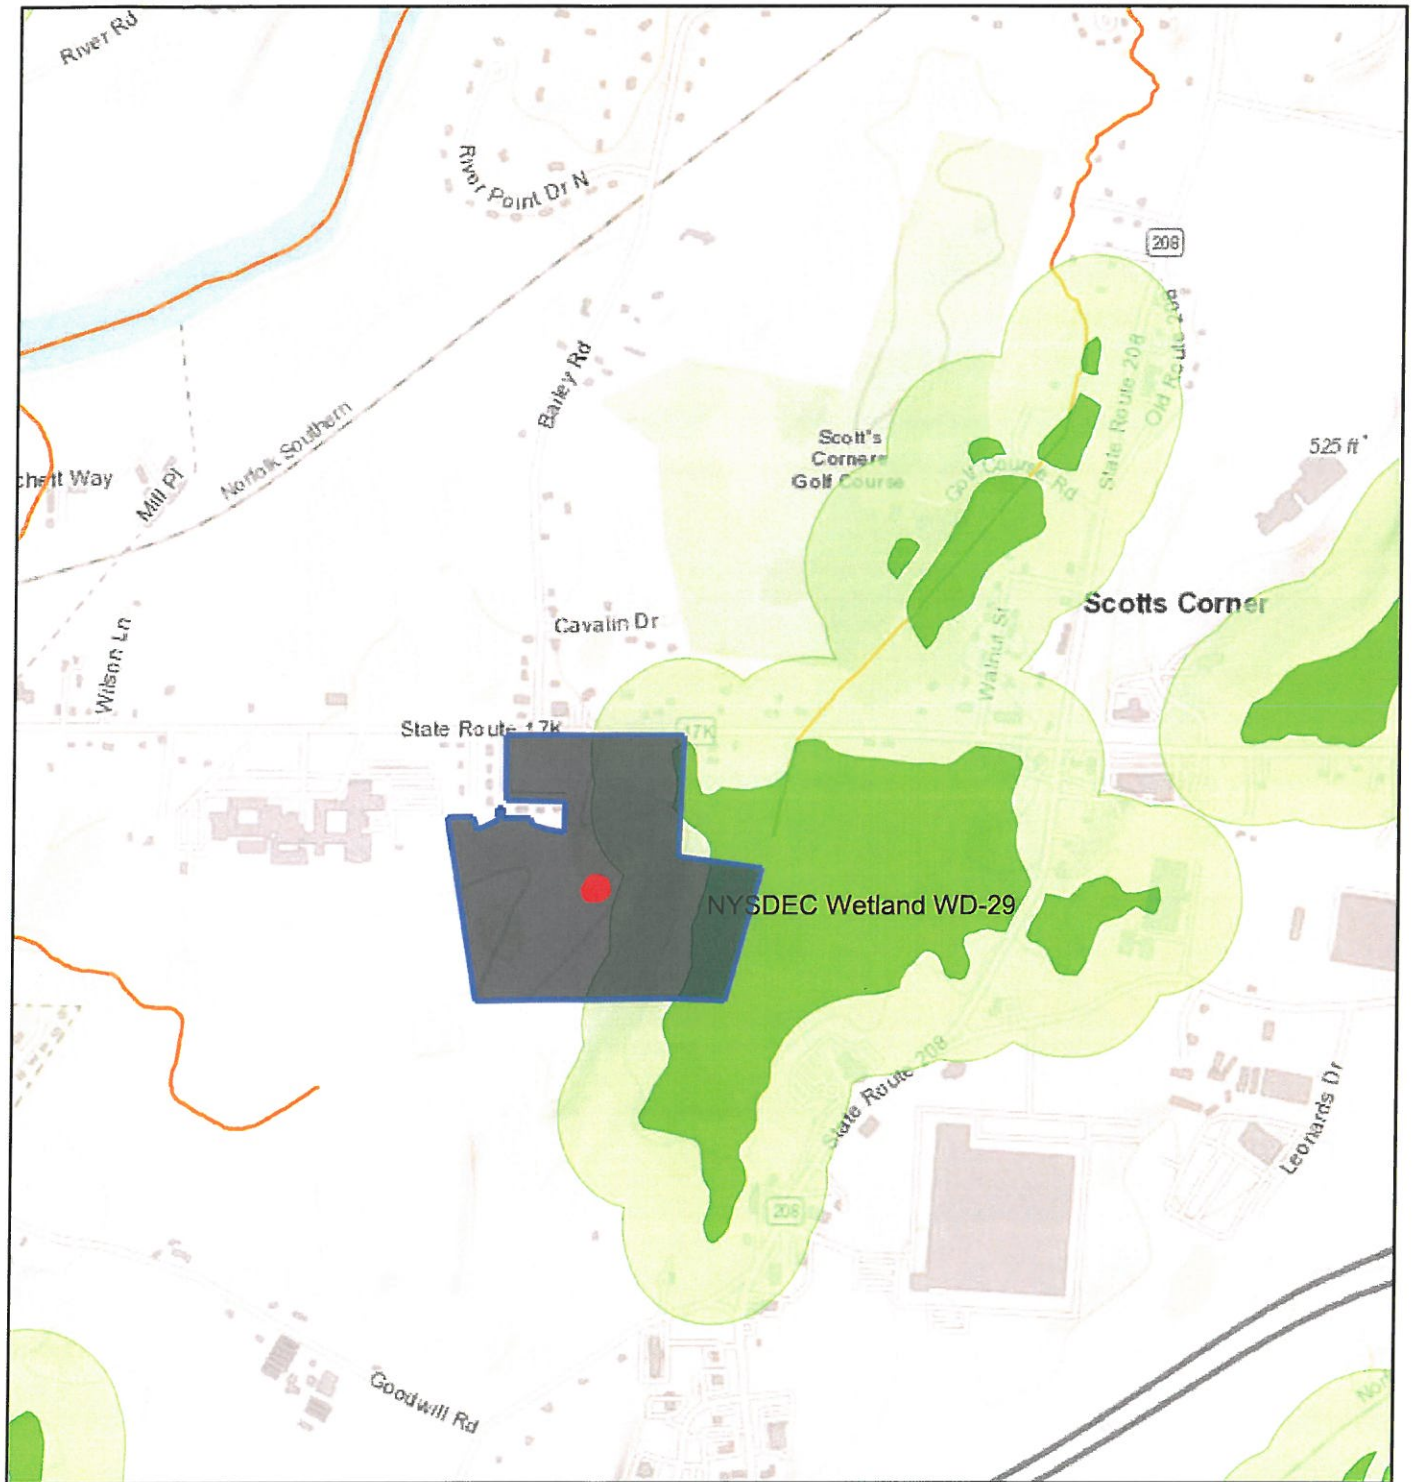 River Rd
River Point Dr N
208
Old Route 208
State Route 208
Bailey Rd
Norfolk Southern
Scott's
Corners
Golf Course
Golf Course Rd
525 ft
chett Way
Mill Pl
Scotts Corner
Cavalin Dr
Walnut St
Wilson Ln
State Route 17K
17K
NYSDEC Wetland WD-29
State Route 208
Leonards Dr
208
Goodwill Rd